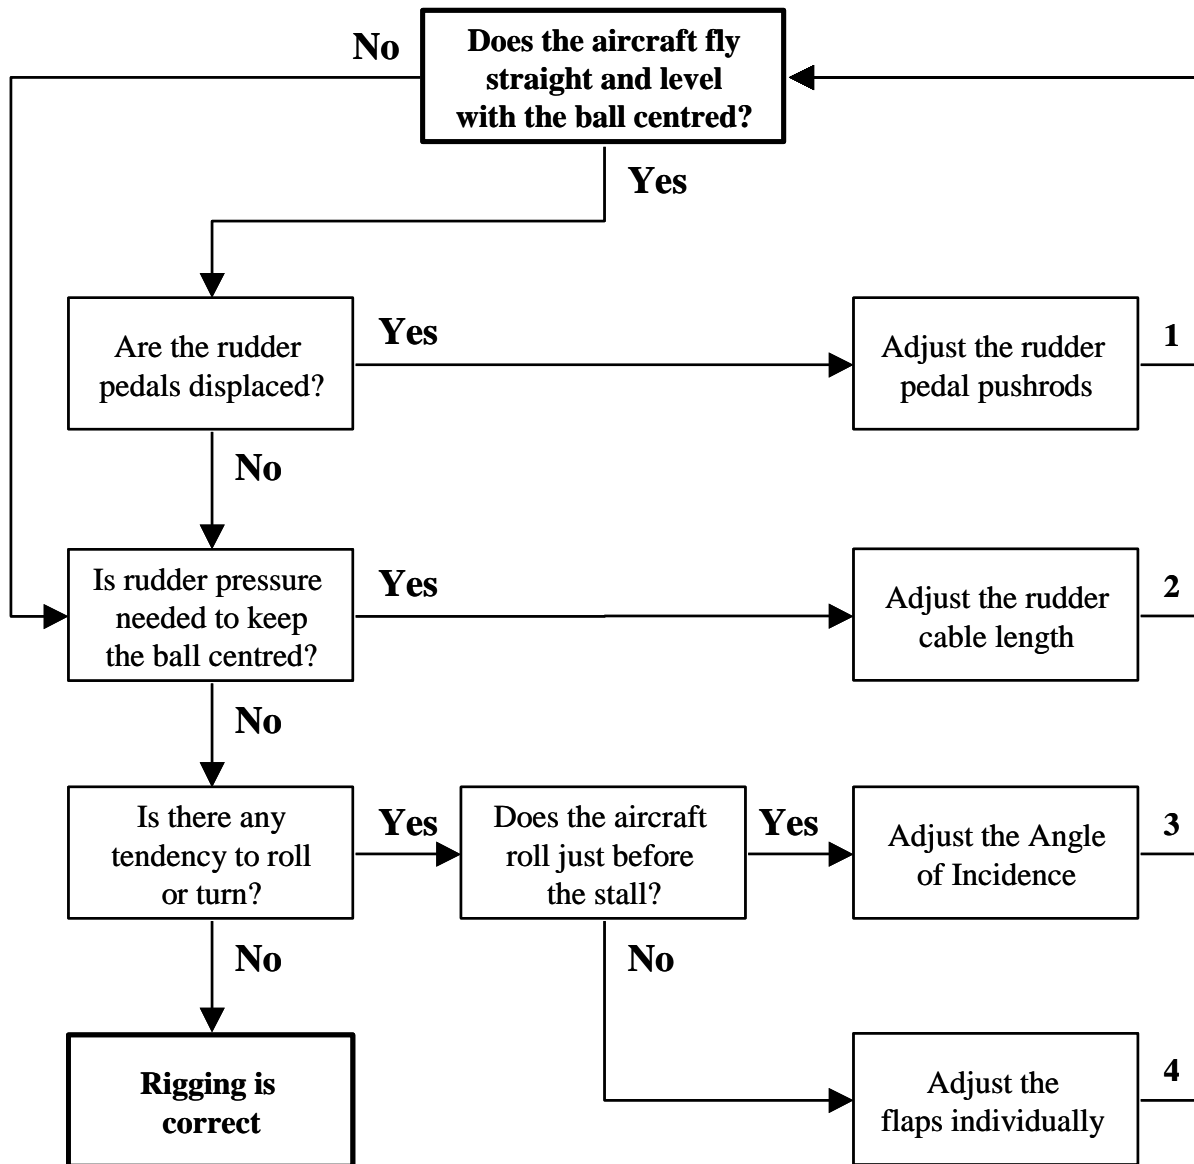 No
Does the aircraft fly
straight and level
with the ball centred?
Yes
Are the rudder
pedals displaced?
Yes
Adjust the rudder
pedal pushrods
1
No
Is rudder pressure
needed to keep
the ball centred?
Yes
Adjust the rudder
cable length
2
No
Is there any
tendency to roll
or turn?
Yes
Does the aircraft
roll just before
the stall?
Yes
Adjust the Angle
of Incidence
3
No
No
Rigging is
correct
Adjust the
flaps individually
4